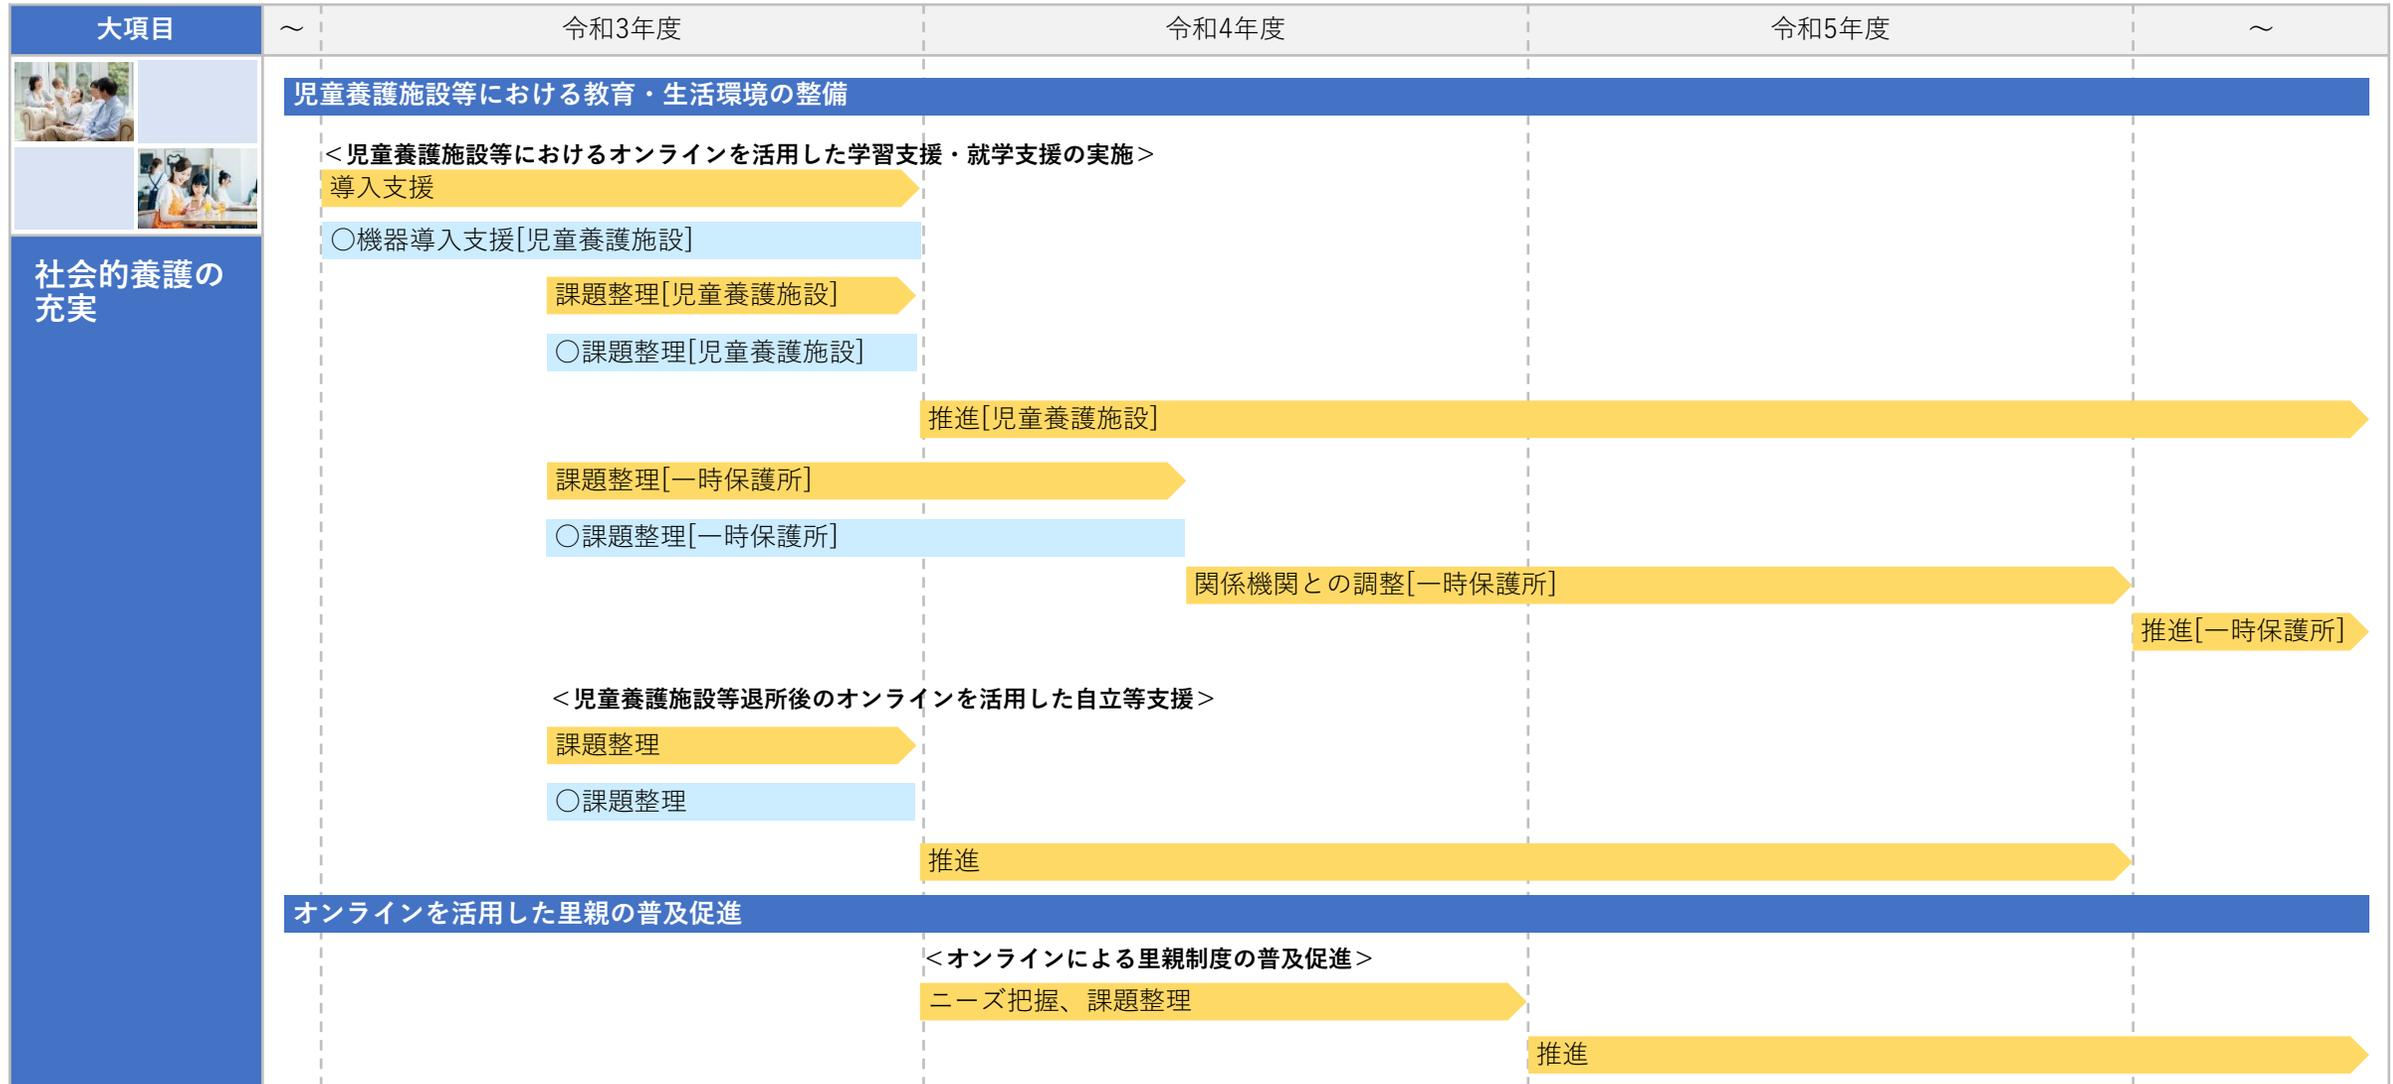 大項目
～
令和3年度
令和4年度
令和5年度
～
社会的養護の
充実
児童養護施設等における教育・生活環境の整備
＜児童養護施設等におけるオンラインを活用した学習支援・就学支援の実施＞
導入支援
○機器導入支援[児童養護施設]
課題整理[児童養護施設]
○課題整理[児童養護施設]
推進[児童養護施設]
課題整理[一時保護所]
○課題整理[一時保護所]
関係機関との調整[一時保護所]
推進[一時保護所]
＜児童養護施設等退所後のオンラインを活用した自立等支援＞
課題整理
○課題整理
推進
オンラインを活用した里親の普及促進
＜オンラインによる里親制度の普及促進＞
ニーズ把握、課題整理
推進